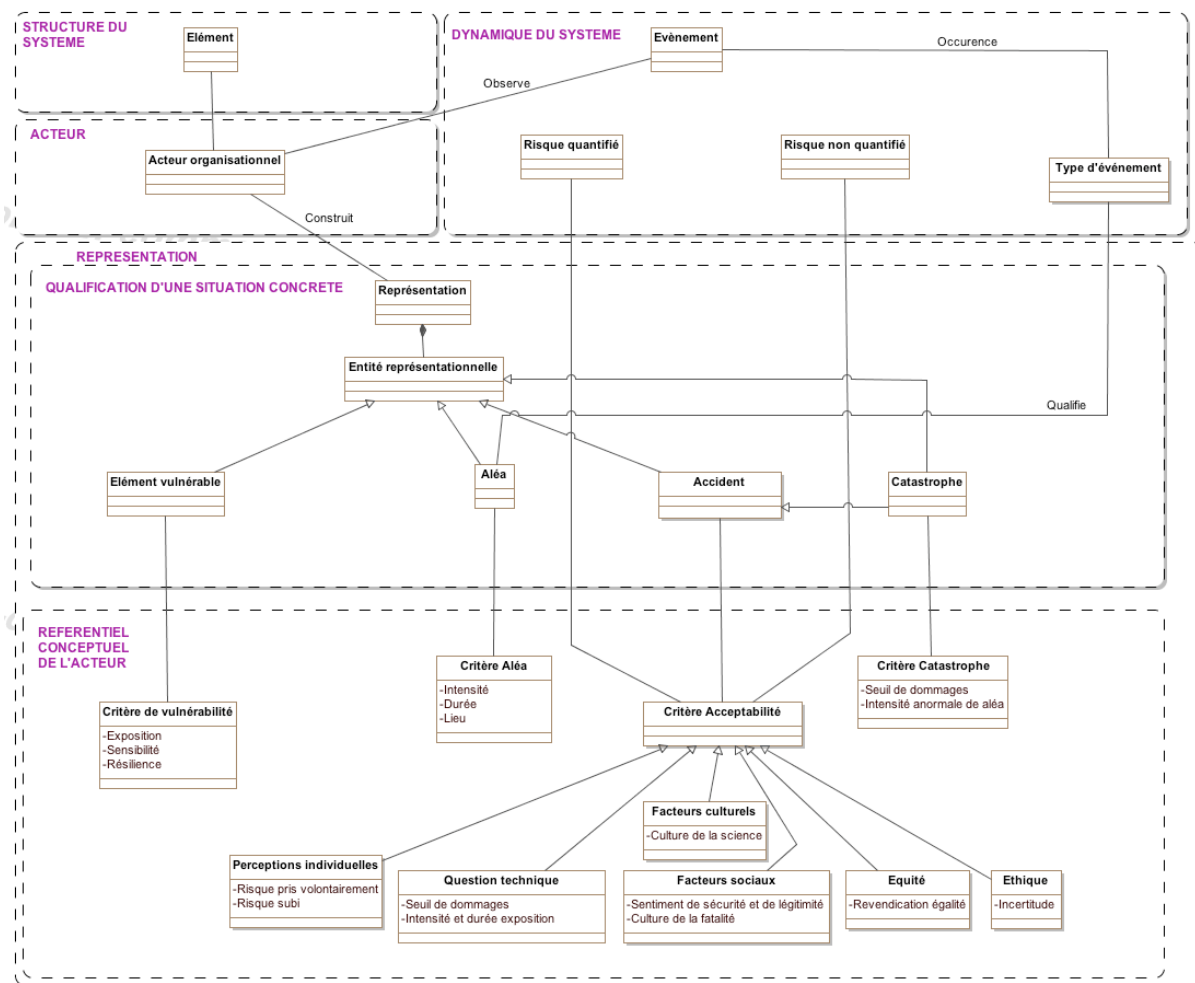 STRUCTURE DU
SYSTEME
Elément
DYNAMIQUE DU SYSTEME
Evènement
Occurence
Observe
ACTEUR
Acteur organisationnel
Risque quantifié
Risque non quantifié
Type d'événement
Construit
REPRESENTATION
QUALIFICATION D'UNE SITUATION CONCRETE
Représentation
Entité représentationnelle
Qualifie
Elément vulnérable
Aléa
Accident
Catastrophe
REFERENTIEL
CONCEPTUEL
DE L'ACTEUR
Critère de vulnérabilité
-Exposition
-Sensibilité
-Résilience
Critère Aléa
-Intensité
-Durée
-Lieu
Critère Acceptabilité
Critère Catastrophe
-Seuil de dommages
-Intensité anormale de aléa
Perceptions individuelles
-Risque pris volontairement
-Risque subi
Question technique
-Seuil de dommages
-Intensité et durée exposition
Facteurs culturels
-Culture de la science
Facteurs sociaux
-Sentiment de sécurité et de légitimité
-Culture de la fatalité
Equité
-Revendication égalité
Ethique
-Incertitude